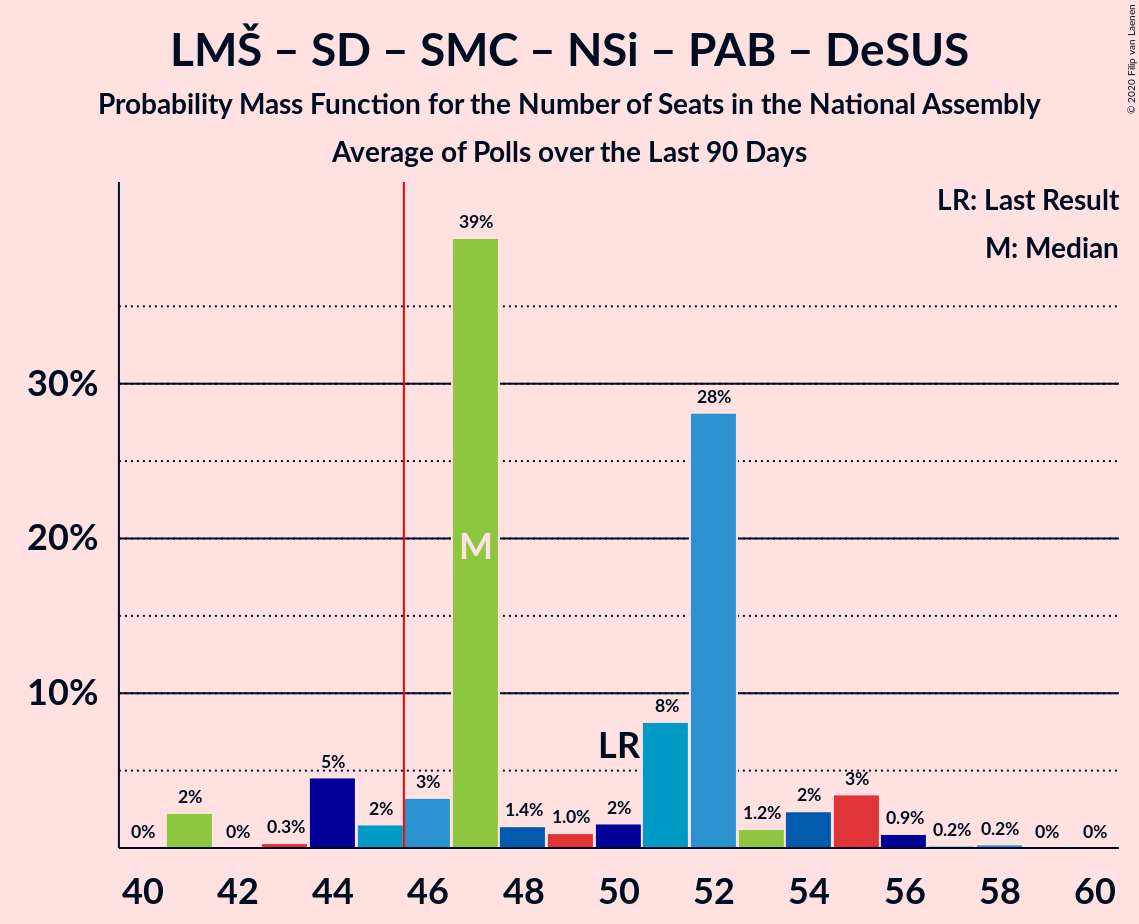 LMŠ – SD – SMC – NSi – PAB – DeSUS
Probability Mass Function for the Number of Seats in the National Assembly
Average of Polls over the Last 90 Days
© 2020 Filip van Laenen
LR: Last Result
M: Median
30%
20%
10%
0%
2%
0%
0.3%
5%
2%
3%
39%
M
1.4%
1.0%
2%
LR
8%
28%
1.2%
2%
3%
0.9%
0.2%
0.2%
0%
0%
40 42 44 46 48 50 52 54 56 58 60